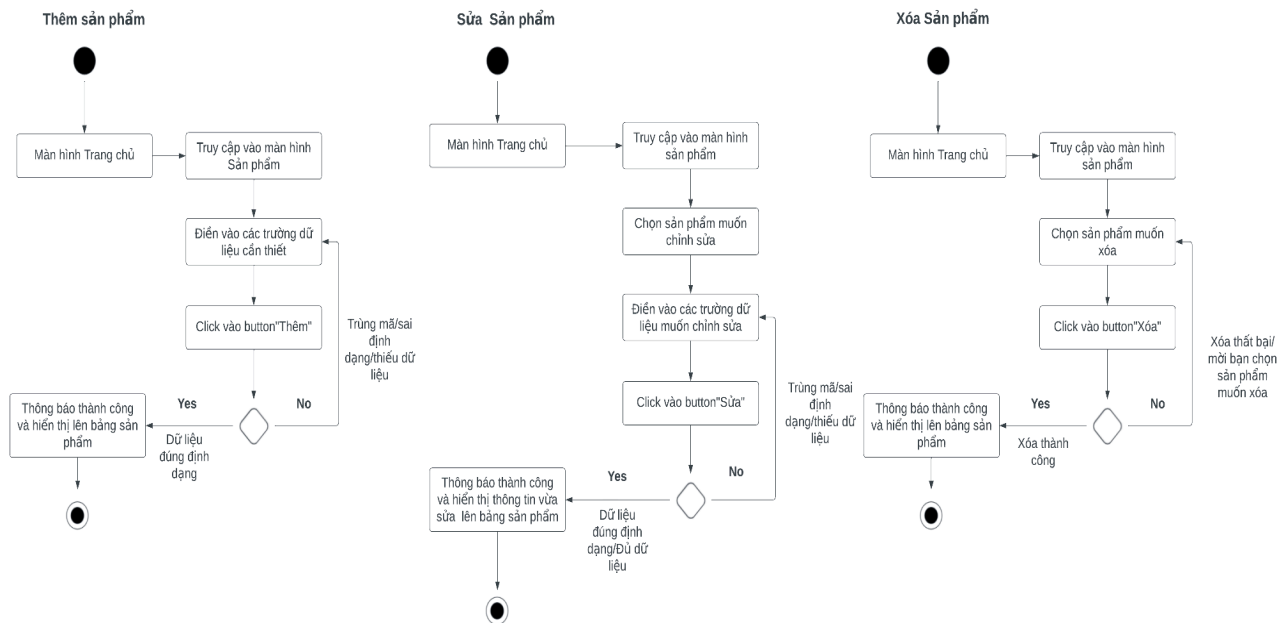 Thêm sản phẩm
Màn hình Trang chủ
Truy cập vào màn hình
Sản phẩm
Điền vào các trường dữ
liệu cần thiết
Click vào button"Thêm"
Trùng mã/sai
định
dạng/thiếu dữ
liệu
Yes
No
Thông báo thành công
và hiển thị lên bảng sản
phẩm
Dữ liệu
đúng định
dạng
Sửa Sản phẩm
Màn hình Trang chủ
Truy cập vào màn hình
sản phẩm
Chọn sản phẩm muốn
chỉnh sửa
Điền vào các trường dữ
liệu muốn chỉnh sửa
Click vào button"Sửa"
Trùng mã/sai
định
dạng/thiếu dữ
liệu
Yes
No
Thông báo thành công
và hiển thị thông tin vừa
sửa lên bảng sản phẩm
Dữ liệu
đúng định
dạng/Đủ dữ
liệu
Xóa Sản phẩm
Màn hình Trang chủ
Truy cập vào màn hình
sản phẩm
Chọn sản phẩm muốn
xóa
Click vào button"Xóa"
Xóa thất bại/
mời bạn chọn
sản phẩm
muốn xóa
Yes
No
Thông báo thành công
và hiển thị lên bảng sản
phẩm
Xóa thành
công